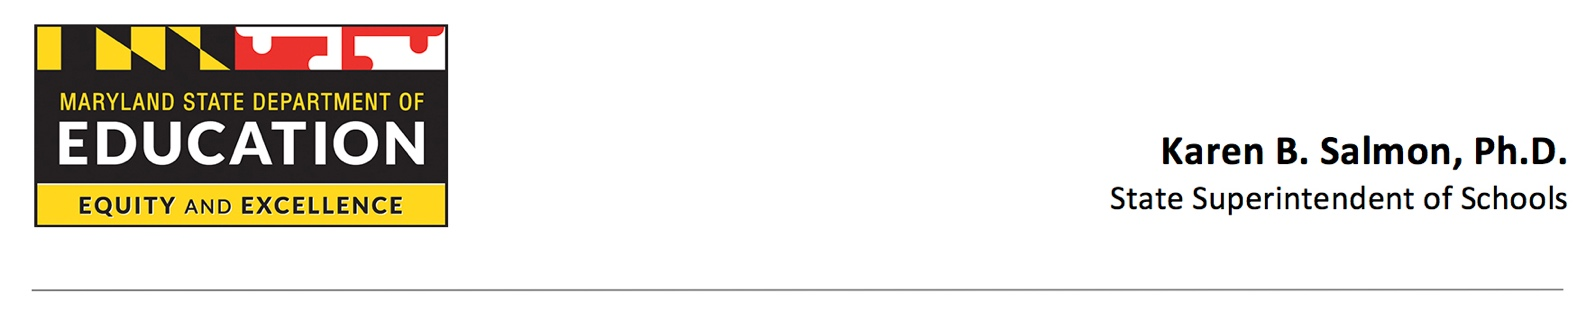 MARYLAND STATE DEPARTMENT OF
EDUCATION
EQUITY AND EXCELLENCE
Karen B. Salmon, Ph.D.
State Superintendent of Schools